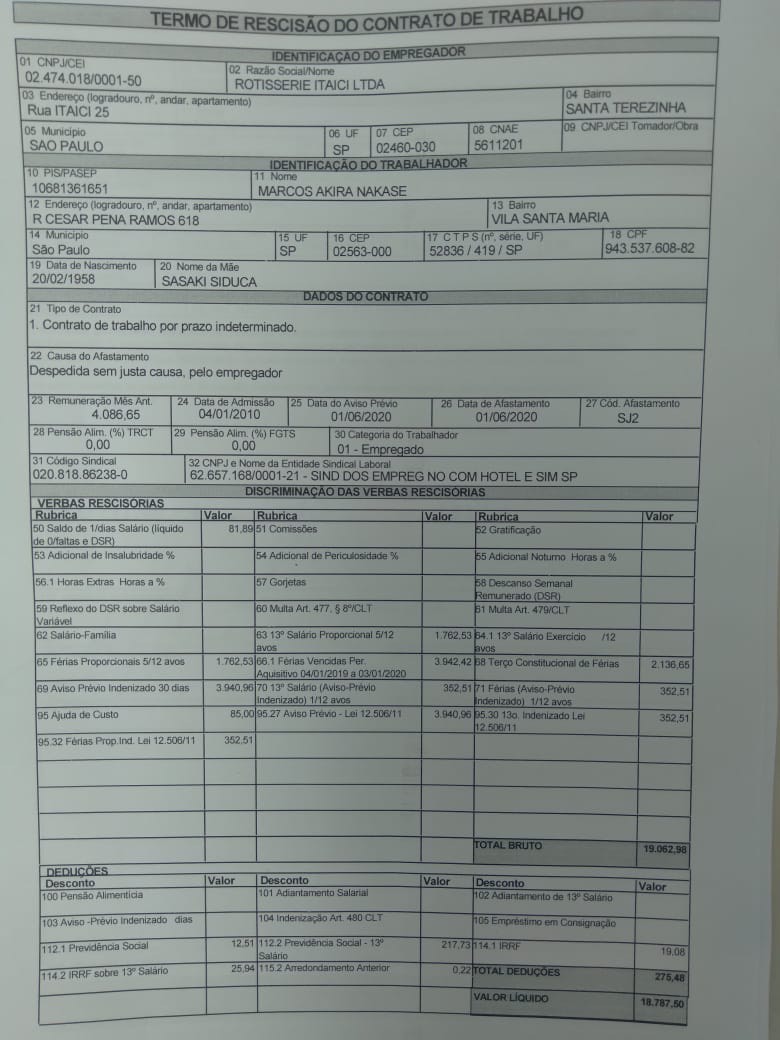 TERMO DE RESCISÃO DO CONTRATO DE TRABALHO
IDENTIFICAÇÃO DO EMPREGADOR
01 CNPJ/CEI
02.474.018/0001-50
02 Razão Social/Nome
ROTISSERIE ITAICI LTDA
03 Endereço (logradouro, nº, andar, apartamento)
Rua ITAICI 25
04 Bairro
SANTA TEREZINHA
05 Município
SAO PAULO
06 UF
SP
07 CEP
02460-030
08 CNAE
5611201
09 CNPJ/CEI Tomador/Obra
IDENTIFICAÇÃO DO TRABALHADOR
10 PIS/PASEP
10681361651
11 Nome
MARCOS AKIRA NAKASE
12 Endereço (logradouro, nº, andar, apartamento)
R CESAR PENA RAMOS 618
13 Bairro
VILA SANTA MARIA
14 Município
São Paulo
15 UF
SP
16 CEP
02563-000
17 C T P S (nº, série, UF)
52836 / 419 / SP
18 CPF
943.537.608-82
19 Data de Nascimento
20/02/1958
20 Nome da Mãe
SASAKI SIDUCA
DADOS DO CONTRATO
21 Tipo de Contrato
1. Contrato de trabalho por prazo indeterminado.
22 Causa do Afastamento
Despedida sem justa causa, pelo empregador
23 Remuneração Mês Ant.
4.086,65
24 Data de Admissão
04/01/2010
25 Data do Aviso Prévio
01/06/2020
26 Data de Afastamento
01/06/2020
27 Cód. Afastamento
SJ2
28 Pensão Alim. (%) TRCT
0,00
29 Pensão Alim. (%) FGTS
0,00
30 Categoria do Trabalhador
01 - Empregado
31 Código Sindical
020.818.86238-0
32 CNPJ e Nome da Entidade Sindical Laboral
62.657.168/0001-21 - SIND DOS EMPREG NO COM HOTEL E SIM SP
DISCRIMINAÇÃO DAS VERBAS RESCISÓRIAS
VERBAS RESCISÓRIAS
Rubrica Valor Rubrica Valor Rubrica Valor
50 Saldo de 1/dias Salário (líquido
de 0/faltas e DSR)
81,89
51 Comissões
52 Gratificação
53 Adicional de Insalubridade %
54 Adicional de Periculosidade %
55 Adicional Noturno Horas a %
56.1 Horas Extras Horas a %
57 Gorjetas
58 Descanso Semanal
Remunerado (DSR)
59 Reflexo do DSR sobre Salário
Variável
60 Multa Art. 477, § 8º/CLT
61 Multa Art. 479/CLT
62 Salário-Família
63 13º Salário Proporcional 5/12
avos
1.762,53
64.1 13º Salário Exercício /12
avos
65 Férias Proporcionais 5/12 avos
1.762,53
66.1 Férias Vencidas Per.
Aquisitivo 04/01/2019 a 03/01/2020
3.942,42
68 Terço Constitucional de Férias
2.136,65
69 Aviso Prévio Indenizado 30 dias
3.940,96
70 13º Salário (Aviso-Prévio
Indenizado) 1/12 avos
352,51
71 Férias (Aviso-Prévio
Indenizado) 1/12 avos
352,51
95 Ajuda de Custo
85,00
95.27 Aviso Prévio - Lei 12.506/11
3.940,96
95.30 13o. Indenizado Lei
12.506/11
352,51
95.32 Férias Prop.Ind. Lei 12.506/11
352,51
TOTAL BRUTO
19.062,98
DEDUÇÕES
Desconto Valor Desconto Valor Desconto Valor
100 Pensão Alimentícia
101 Adiantamento Salarial
102 Adiantamento de 13º Salário
103 Aviso -Prévio Indenizado dias
104 Indenização Art. 480 CLT
105 Empréstimo em Consignação
112.1 Previdência Social
12,51
112.2 Previdência Social - 13º
Salário
217,73
114.1 IRRF
19,08
114.2 IRRF sobre 13º Salário
25,94
115.2 Arredondamento Anterior
0,22
TOTAL DEDUÇÕES
275,48
VALOR LÍQUIDO
18.787,50